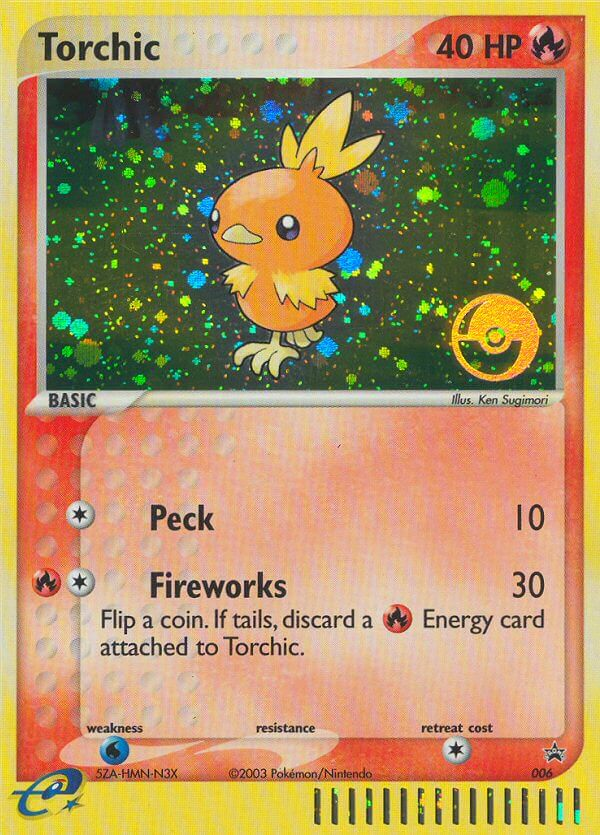 Torchic 40 HP
BASIC
Illus. Ken Sugimori
Peck 10
Fireworks 30
Flip a coin. If tails, discard a Energy card
attached to Torchic.
weakness resistance retreat cost
5ZA-HMN-N3X ©2003 Pokémon/Nintendo 006
e